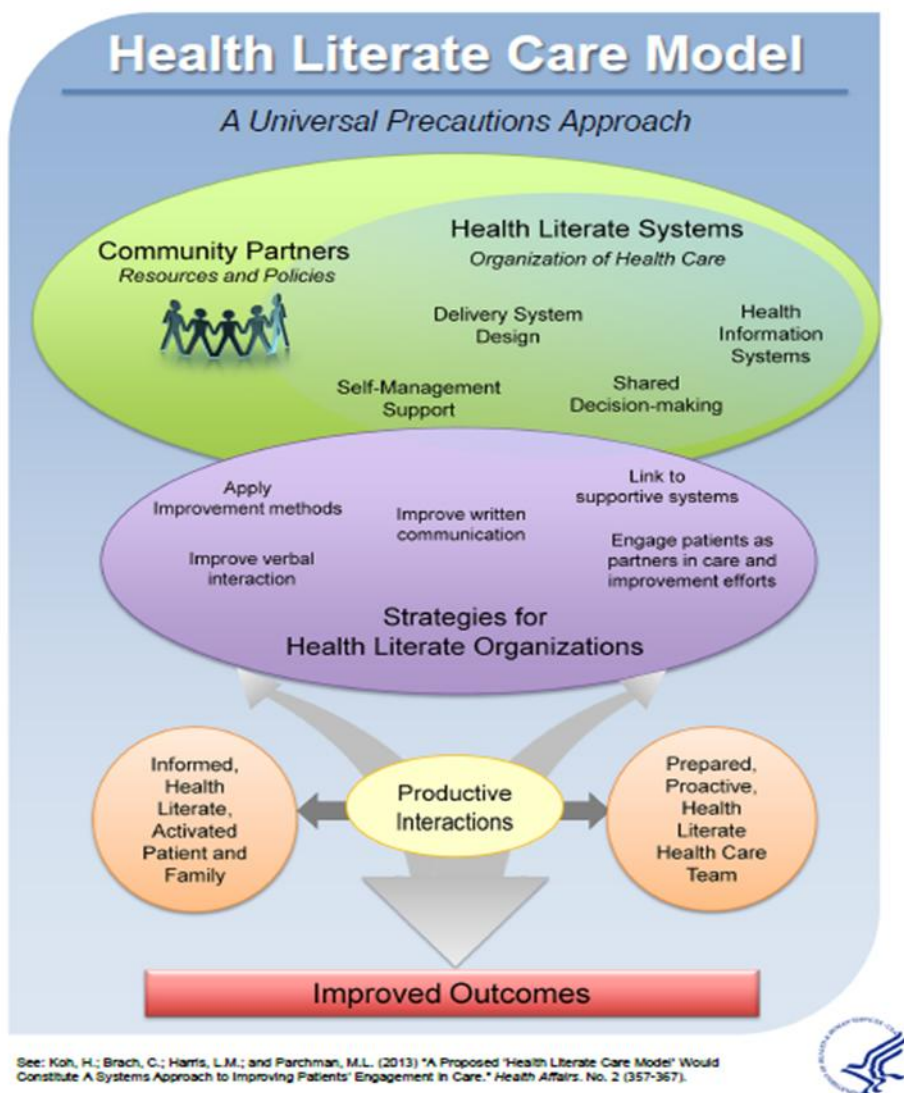 Health Literate Care Model
A Universal Precautions Approach
Community Partners
Resources and Policies
Health Literate Systems
Organization of Health Care
Delivery System
Design
Health
Information
Systems
Self-Management
Support
Shared
Decision-making
Apply
Improvement methods
Improve written
communication
Link to
supportive systems
Improve verbal
interaction
Engage patients as
partners in care and
improvement efforts
Strategies for
Health Literate Organizations
Informed,
Health
Literate,
Activated
Patient and
Family
Productive
Interactions
Prepared,
Proactive,
Health
Literate
Health Care
Team
Improved Outcomes
See: Koh, H.; Brach, C.; Harris, L.M.; and Parchman, M.L. (2013) "A Proposed 'Health Literate Care Model' Would
Constitute A Systems Approach to Improving Patients' Engagement in Care." Health Affairs. No. 2 (357-367).